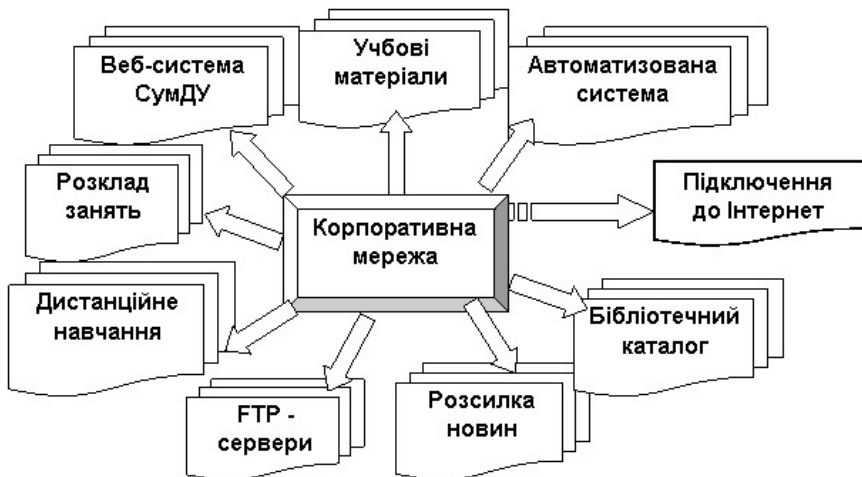 Веб-система
СумДУ
Учбові
матеріали
Автоматизована
система
Розклад
занять
Корпоративна
мережа
Підключення
до Інтернет
Дистанційне
навчання
Бібліотечний
каталог
FTP -
сервери
Розсилка
новин